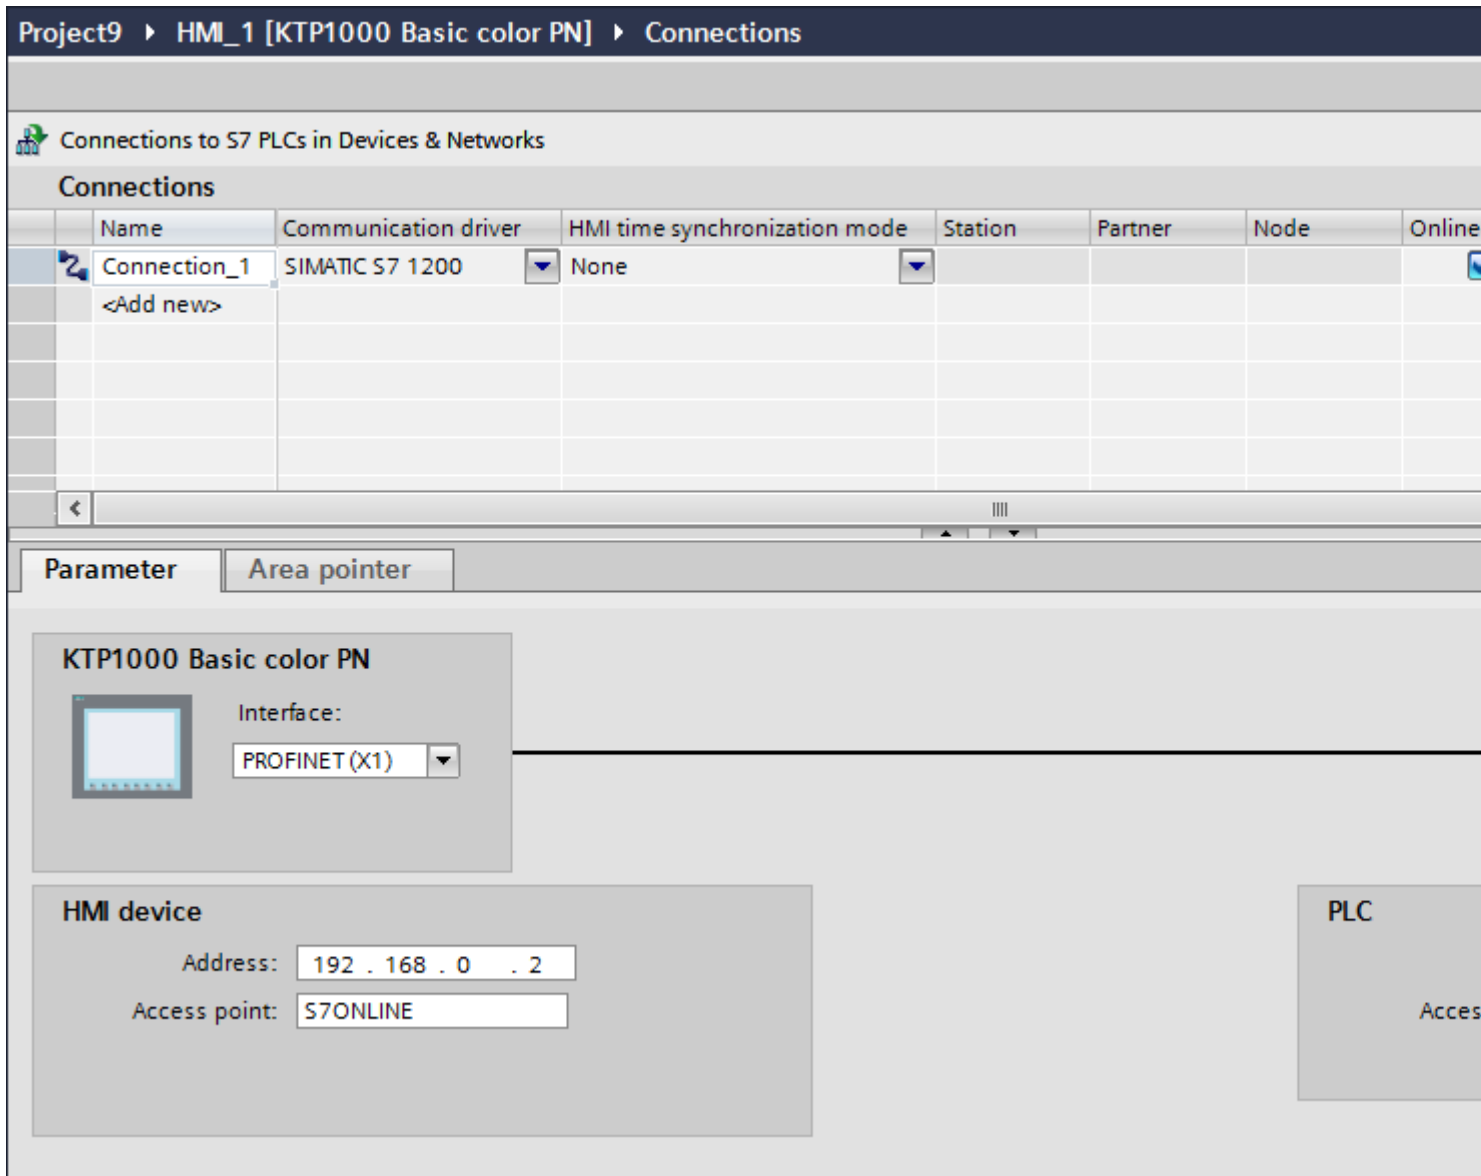 Project9 ▸ HMI_1 [KTP1000 Basic color PN] ▸ Connections
Connections to S7 PLCs in Devices & Networks
Connections
Name Communication driver HMI time synchronization mode Station Partner Node Online
Connection_1 SIMATIC S7 1200 None
<Add new>
Parameter Area pointer
KTP1000 Basic color PN
Interface:
PROFINET (X1)
HMI device PLC
Address: 192 . 168 . 0 . 2
Access point: S7ONLINE Acces